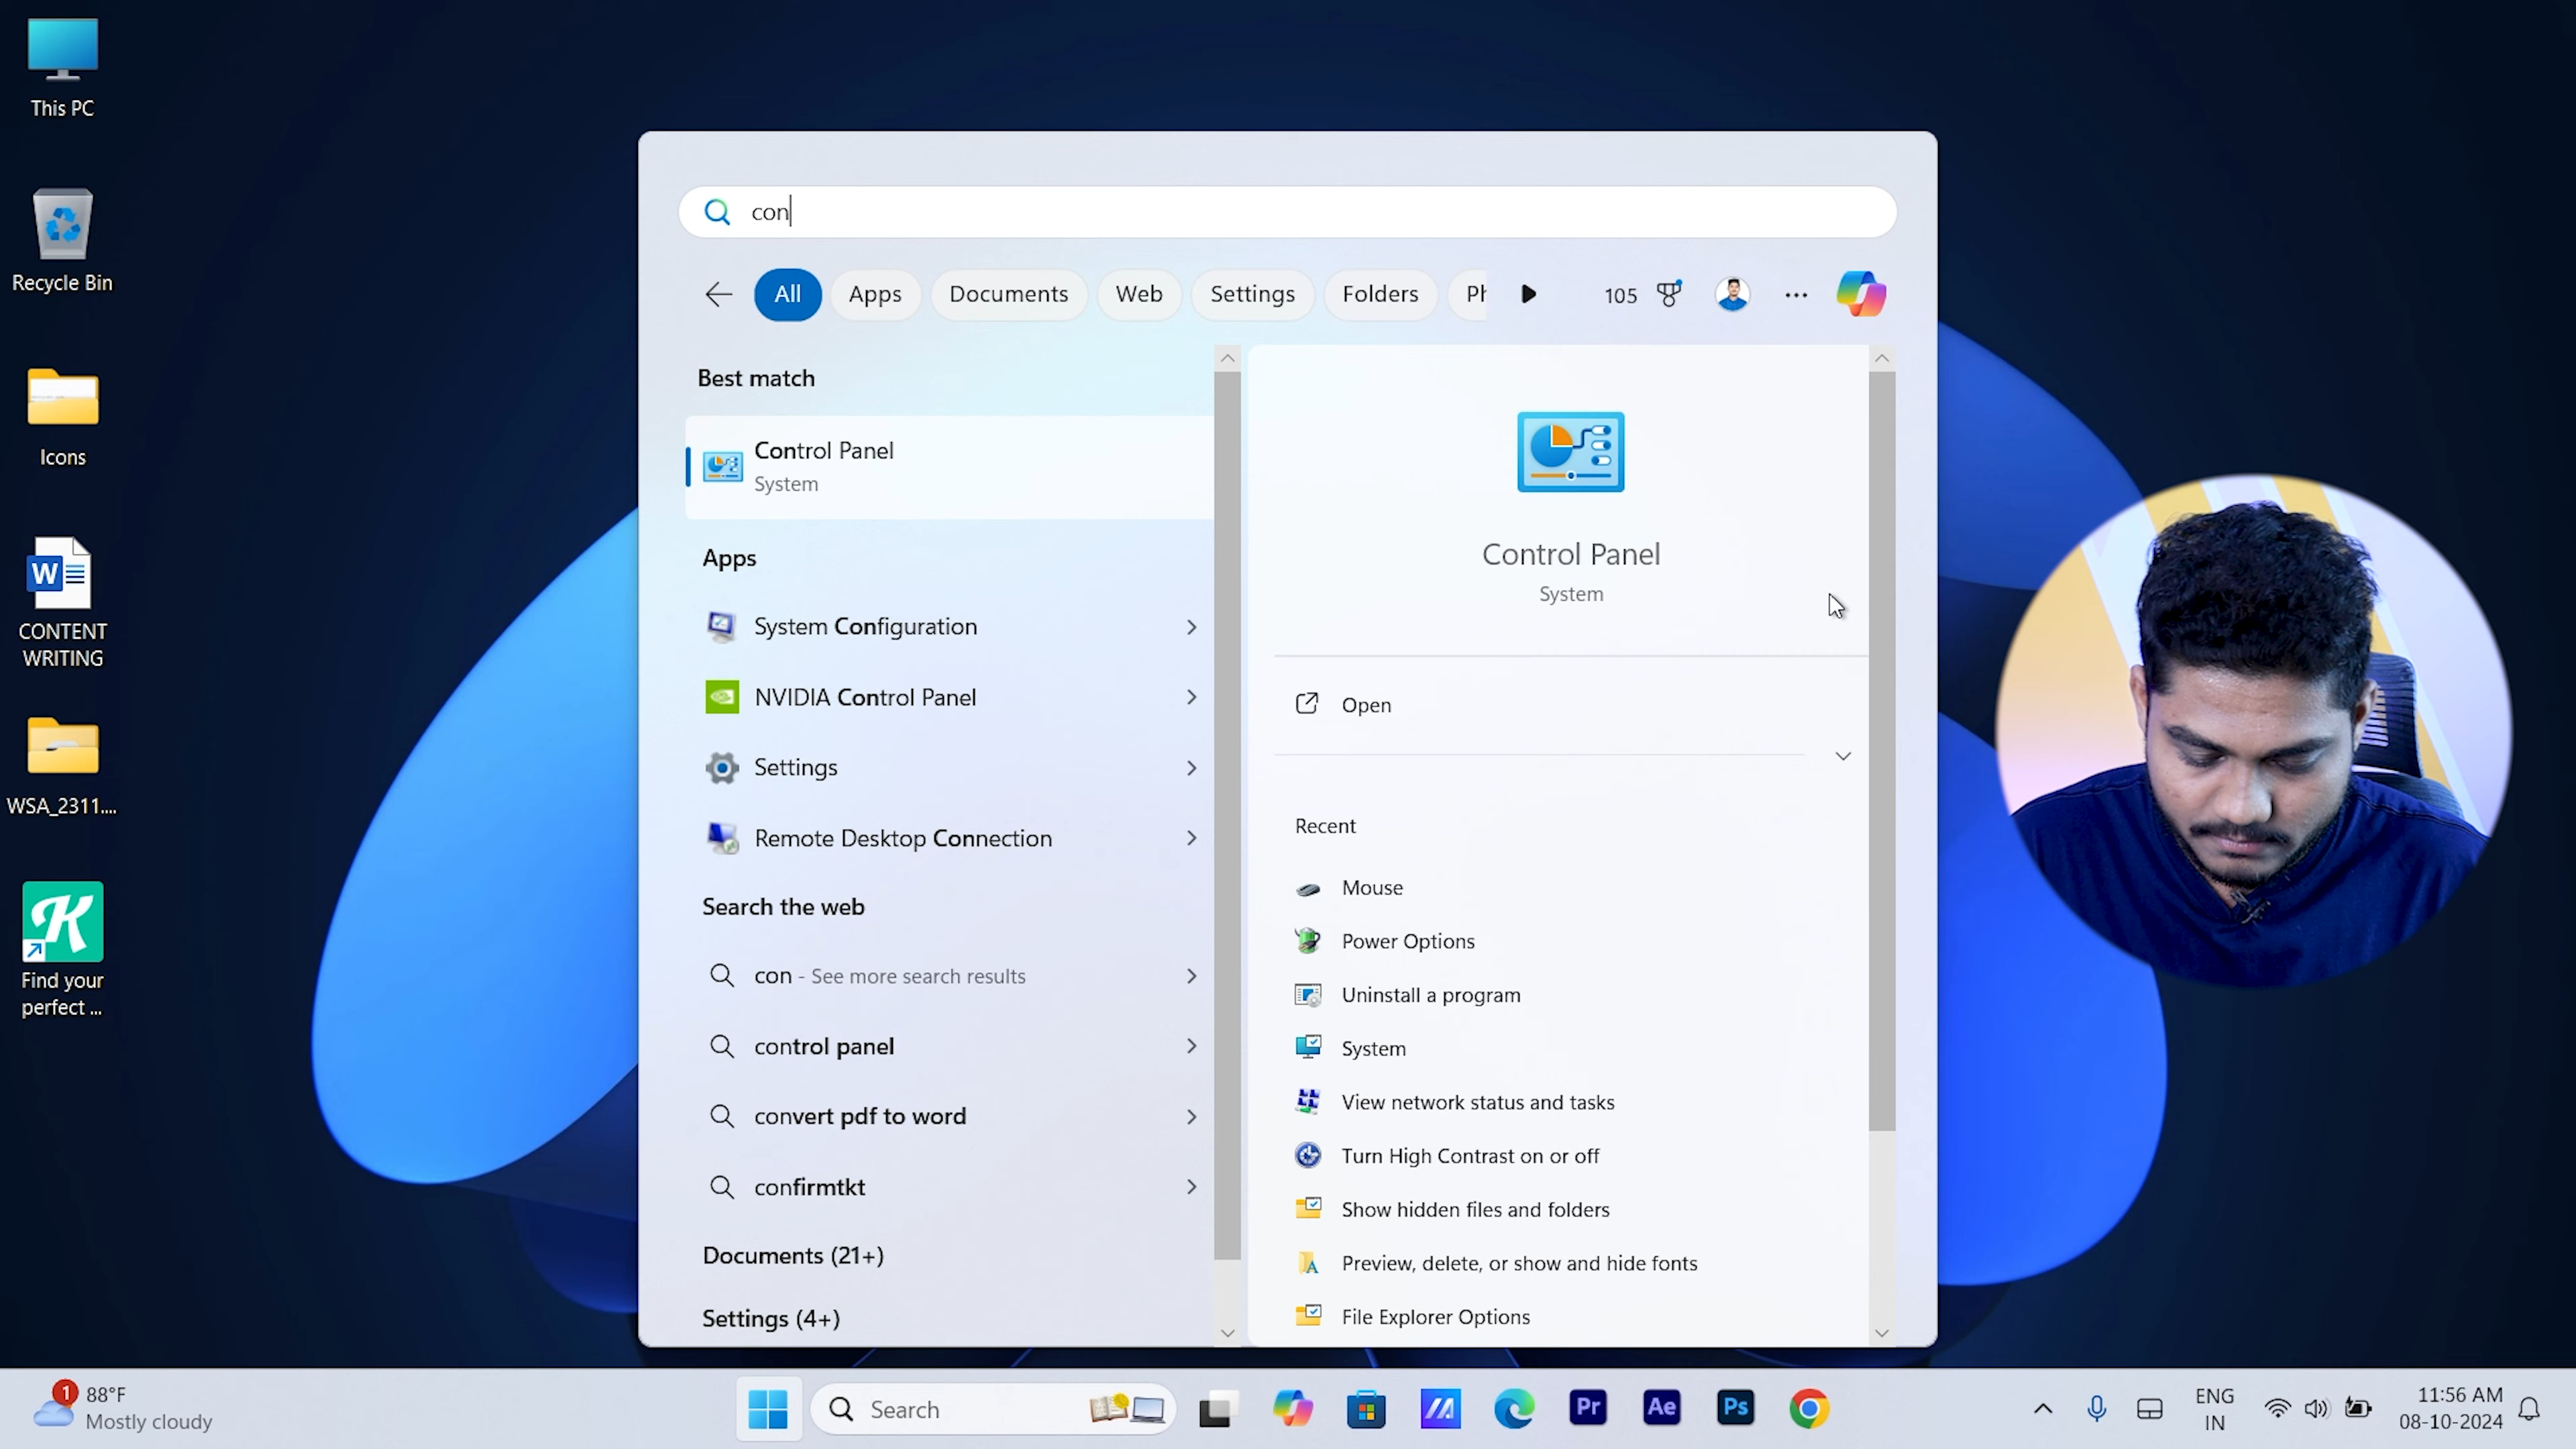 This PC
Recycle Bin
Icons
W
CONTENT
WRITING
WSA_2311....
K
Find your
perfect ...
con
All
Apps
Documents
Web
Settings
Folders
Ph
105
Best match
Control Panel
System
Apps
System Configuration
NVIDIA Control Panel
Settings
Remote Desktop Connection
Search the web
con - See more search results
control panel
convert pdf to word
confirmtkt
Documents (21+)
Settings (4+)
Control Panel
System
Open
Recent
Mouse
Power Options
Uninstall a program
System
View network status and tasks
Turn High Contrast on or off
Show hidden files and folders
Preview, delete, or show and hide fonts
File Explorer Options
1
88°F
Mostly cloudy
Search
Pr
Ae
Ps
ENG
IN
11:56 AM
08-10-2024